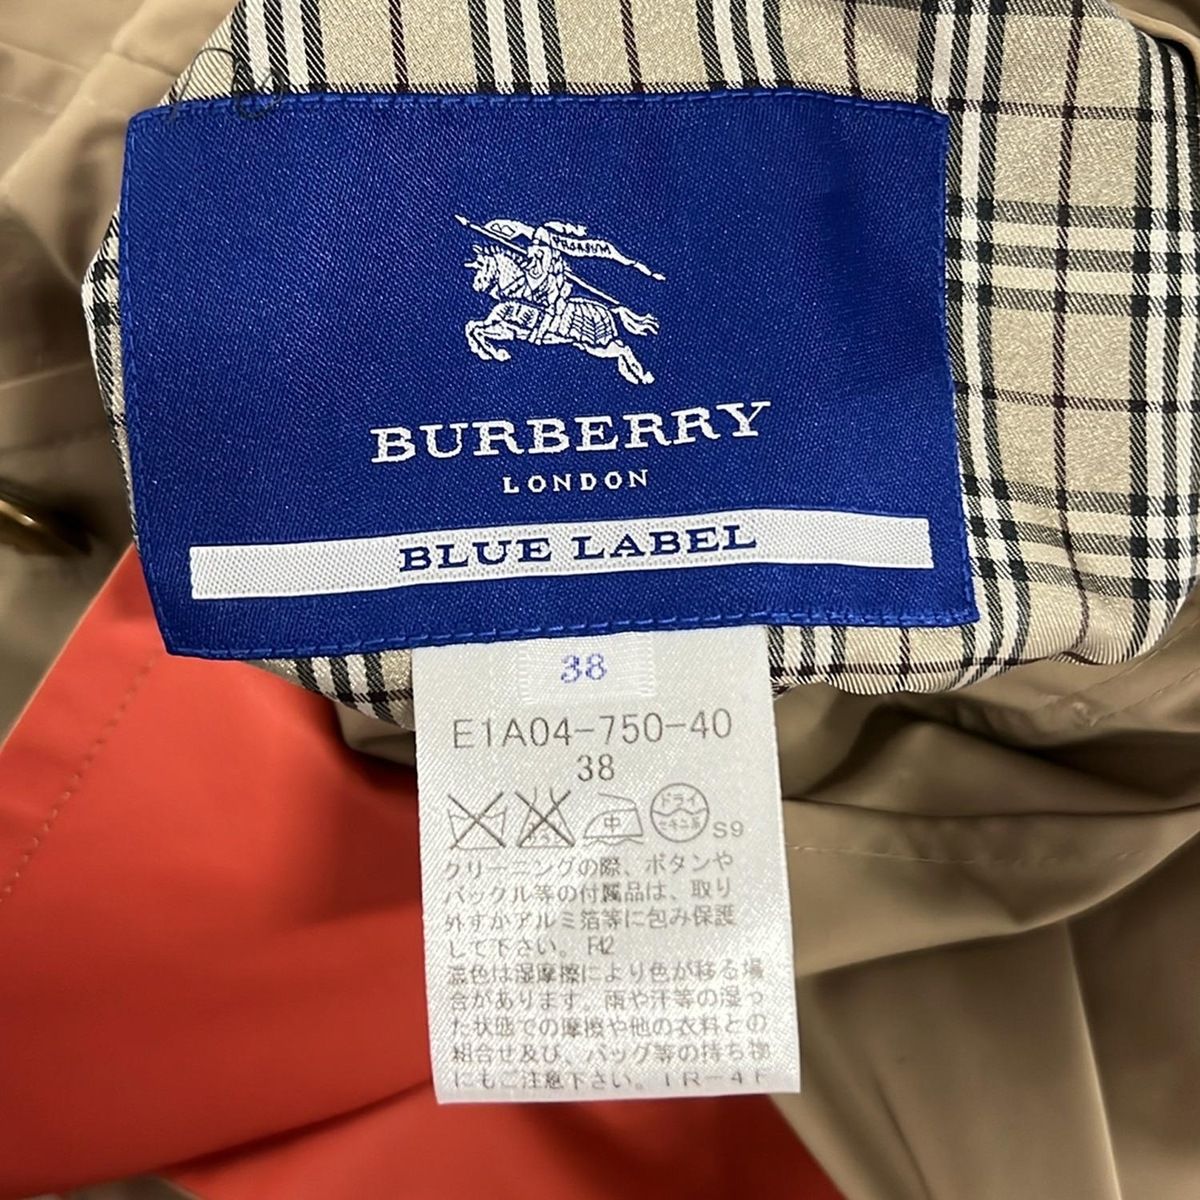 BURBERRY
LONDON
BLUE LABEL
38
E1A04-750-40
38
中
ドライ
セキユ系
S9
クリーニングの際、ボタンや
バックル等の付属品は、取り
外すかアルミ箔等に包み保護
して下さい。F42
濃色は湿摩擦により色が移る場
合があります。雨や汗等の湿っ
た状態での摩擦や他の衣料との
組合せ及び、バッグ等の持ち物
にもご注意下さい。TR-4F